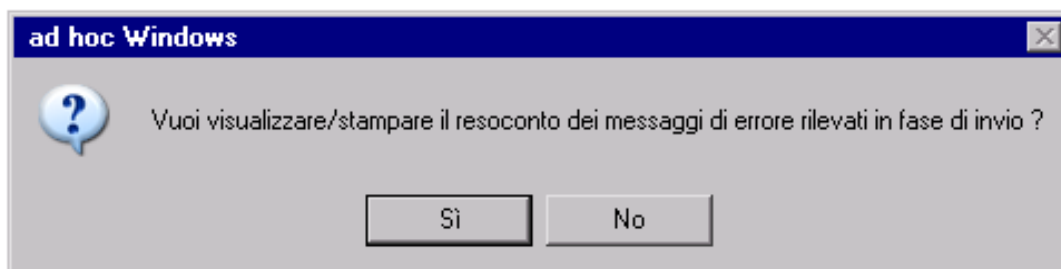 ad hoc Windows
Vuoi visualizzare/stampare il resoconto dei messaggi di errore rilevati in fase di invio ?
Sì
No